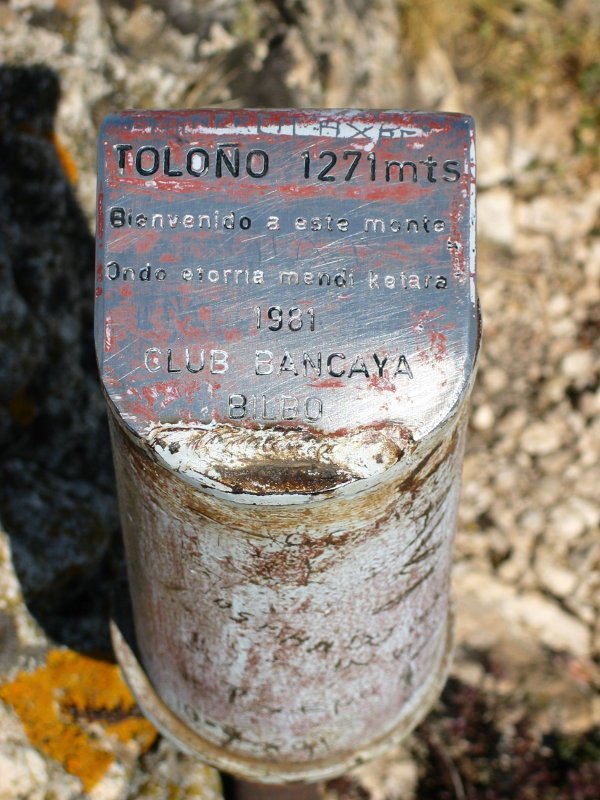 TOLOÑO 1271mts
Bienvenido a este monte
Ondo etorria mendi ketara
1981
CLUB BANCAYA
BILBO